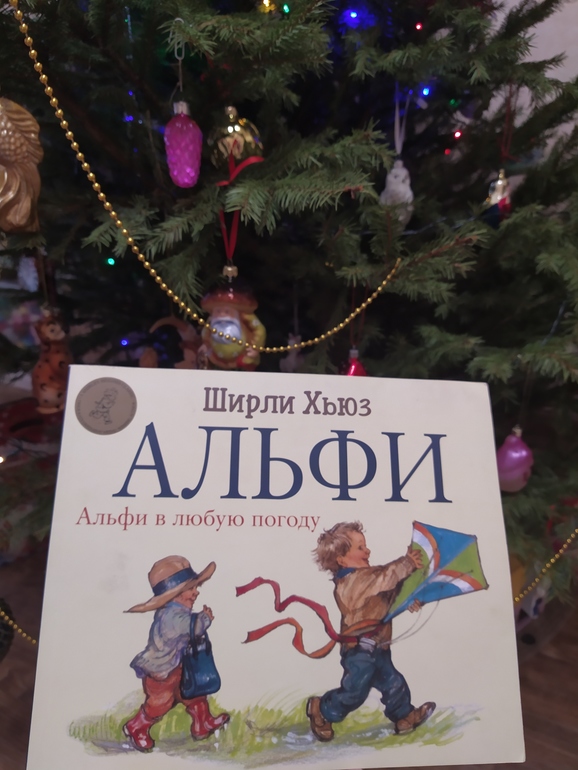 Ширли Хьюз
АЛЬФИ
Альфи в любую погоду